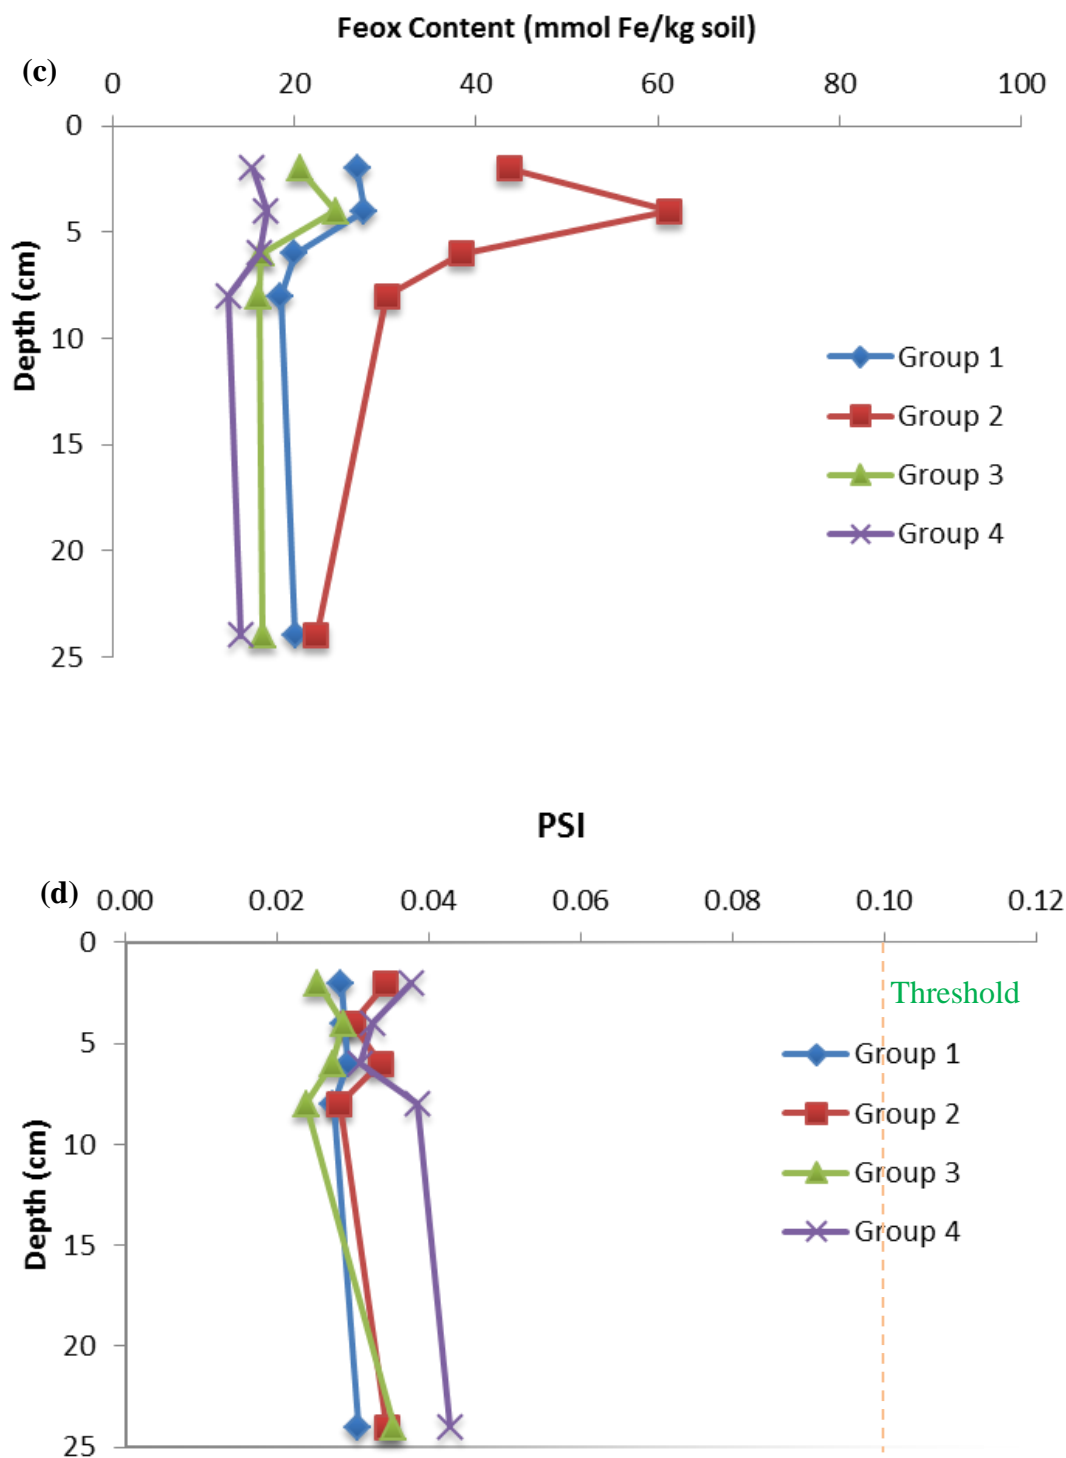 Feox Content (mmol Fe/kg soil)
(c)
0 20 40 60 80 100
0
5
10
15
20
25
Depth (cm)
Group 1
Group 2
Group 3
Group 4
PSI
(d)
0.00 0.02 0.04 0.06 0.08 0.10 0.12
0
5
10
15
20
25
Depth (cm)
Threshold
Group 1
Group 2
Group 3
Group 4